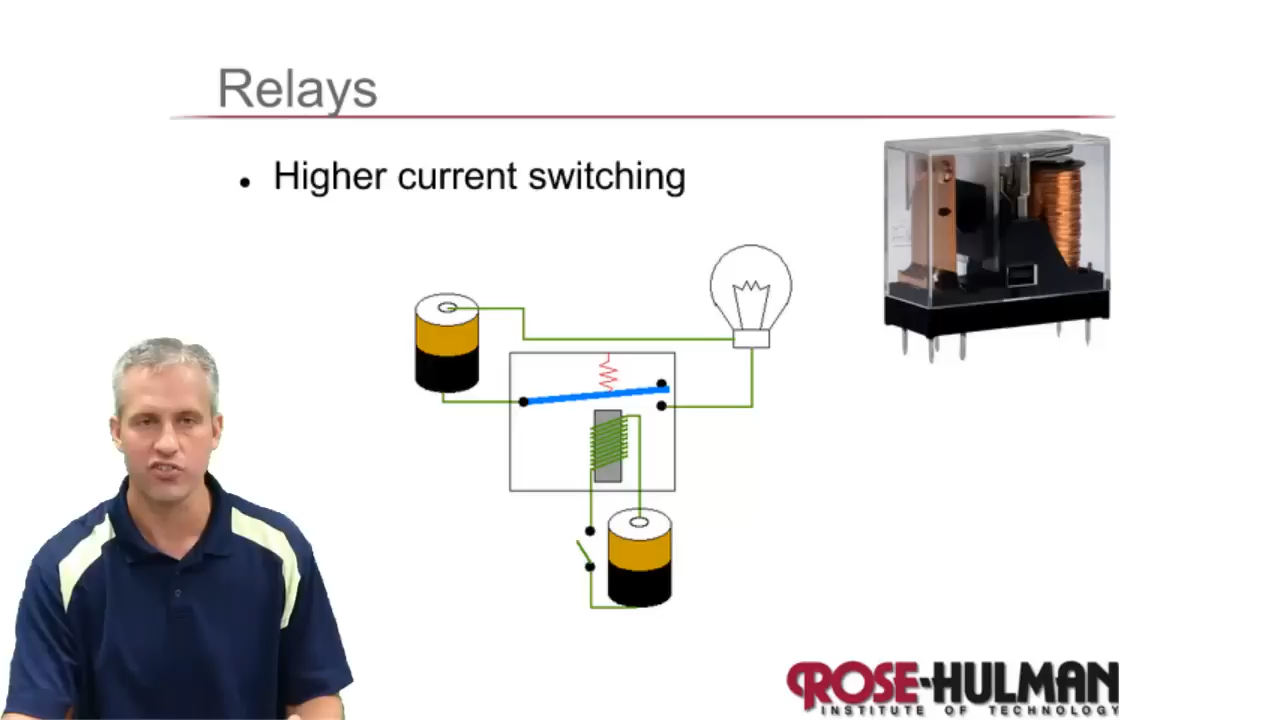 Relays
• Higher current switching
ROSE-HULMAN
INSTITUTE OF TECHNOLOGY